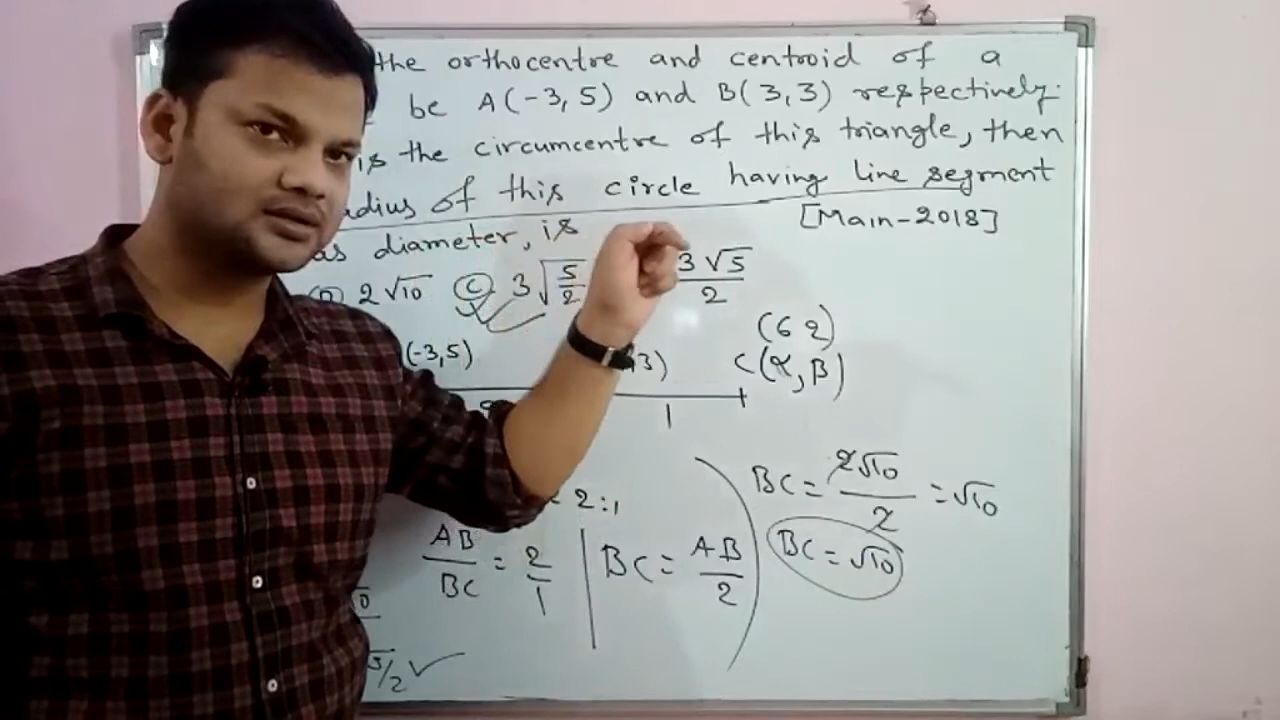 the orthocentre and centroid of a
be A(-3,5) and B(3,3) respectively.
is the circumcentre of this triangle, then
radius of this circle having line segment
as diameter, is
[Main-2018]
2√10 (C) 3√5/2 3√5/2
(6 2)
(-3,5) 3) C(α,β)
1
= 2:1
AB/BC = 2/1
BC = AB/2
BC = 2√10/2 = √10
BC = √10